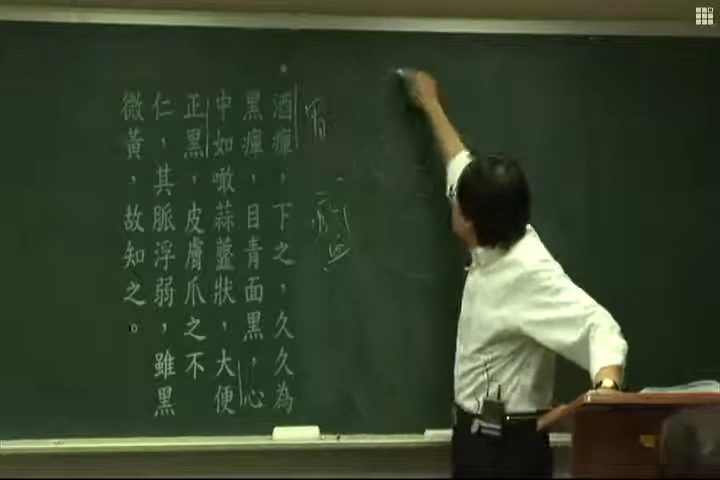 酒癉，下之，久久為
黑癉，目青面黑，心
中如噉蒜虀狀，大便
正黑，皮膚爪之不
仁，其脈浮弱，雖黑
微黃，故知之。